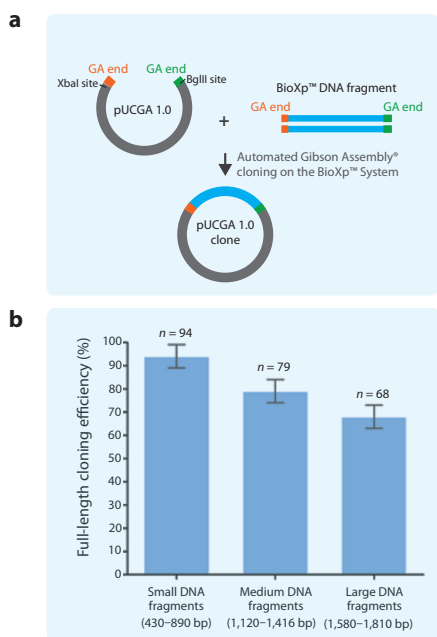 a
GA end GA end
XbaI site BglII site
pUCGA 1.0
+
BioXp™ DNA fragment
GA end GA end
Automated Gibson Assembly®
cloning on the BioXp™ System
pUCGA 1.0
clone
b
Full-length cloning efficiency (%)
100
90
80
70
60
50
40
30
20
10
0
n = 94
n = 79
n = 68
Small DNA
fragments
(430–890 bp)
Medium DNA
fragments
(1,120–1,416 bp)
Large DNA
fragments
(1,580–1,810 bp)